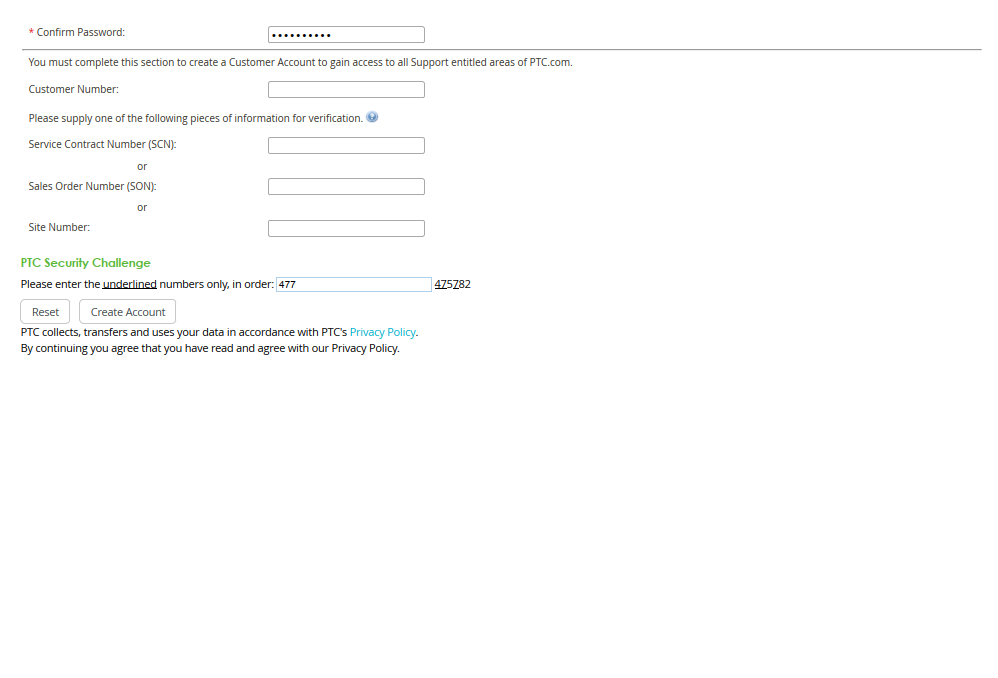 * Confirm Password: ••••••••••
You must complete this section to create a Customer Account to gain access to all Support entitled areas of PTC.com.
Customer Number:
Please supply one of the following pieces of information for verification. ?
Service Contract Number (SCN):
or
Sales Order Number (SON):
or
Site Number:
PTC Security Challenge
Please enter the underlined numbers only, in order: 477 475782
Reset Create Account
PTC collects, transfers and uses your data in accordance with PTC's Privacy Policy.
By continuing you agree that you have read and agree with our Privacy Policy.